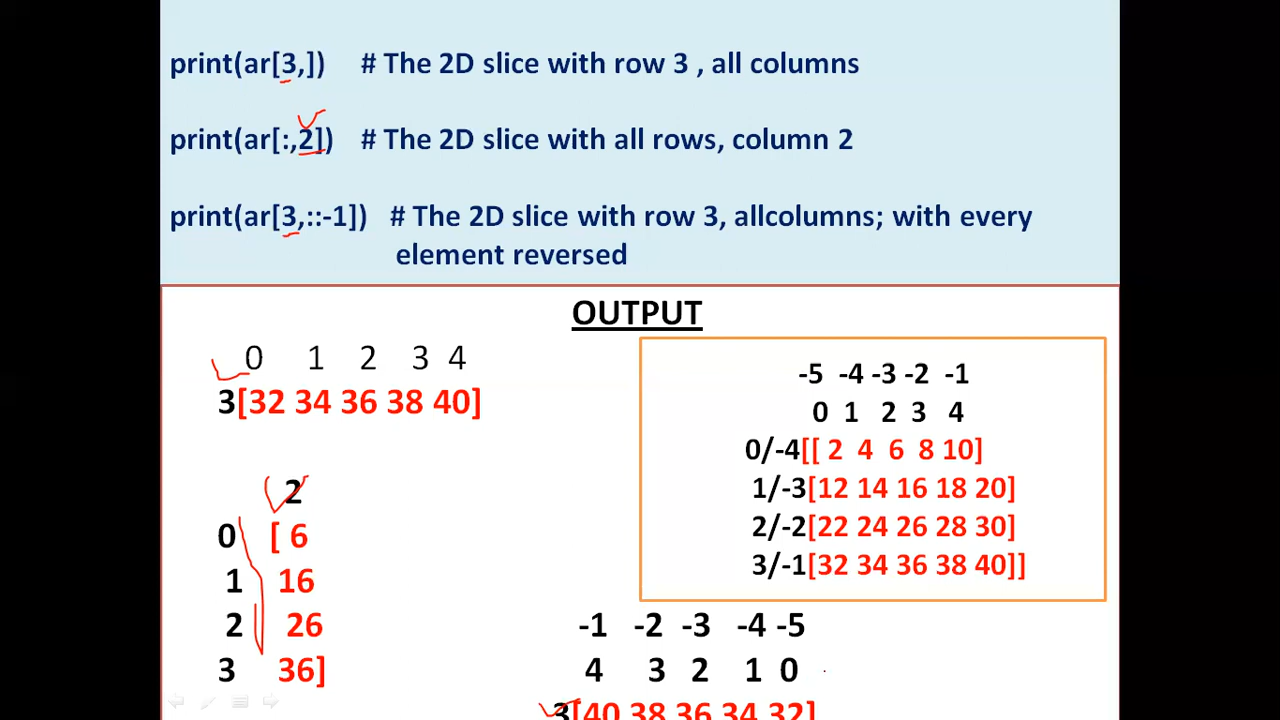 print(ar[3,]) # The 2D slice with row 3 , all columns
print(ar[:,2]) # The 2D slice with all rows, column 2
print(ar[3,::-1]) # The 2D slice with row 3, allcolumns; with every
element reversed
OUTPUT
0 1 2 3 4
3[32 34 36 38 40]
2
0 [ 6
1 16
2 26
3 36]
-5 -4 -3 -2 -1
0 1 2 3 4
0/-4[[ 2 4 6 8 10]
1/-3[12 14 16 18 20]
2/-2[22 24 26 28 30]
3/-1[32 34 36 38 40]]
-1 -2 -3 -4 -5
4 3 2 1 0
3[40 38 36 34 32]